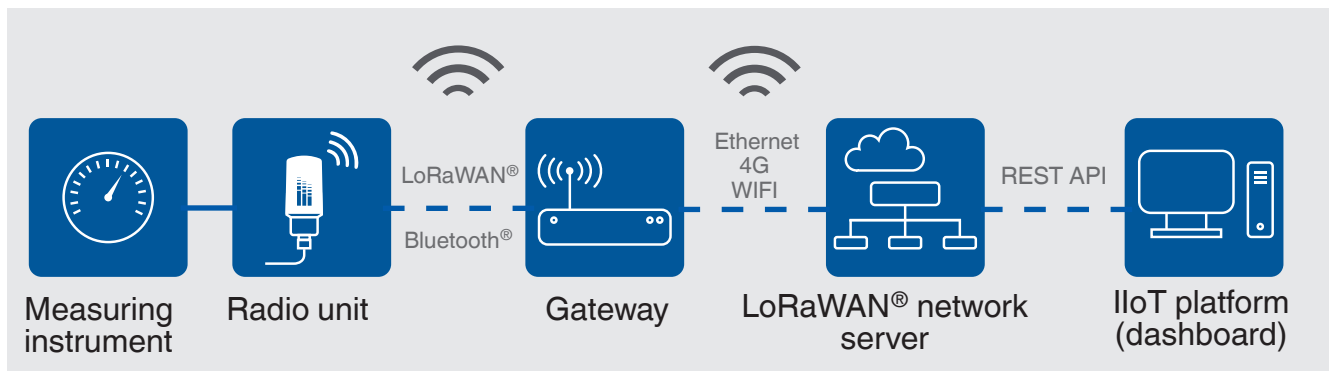 LoRaWAN®
Bluetooth®
Ethernet
4G
WIFI
REST API
Measuring
instrument
Radio unit
Gateway
LoRaWAN® network
server
IIoT platform
(dashboard)